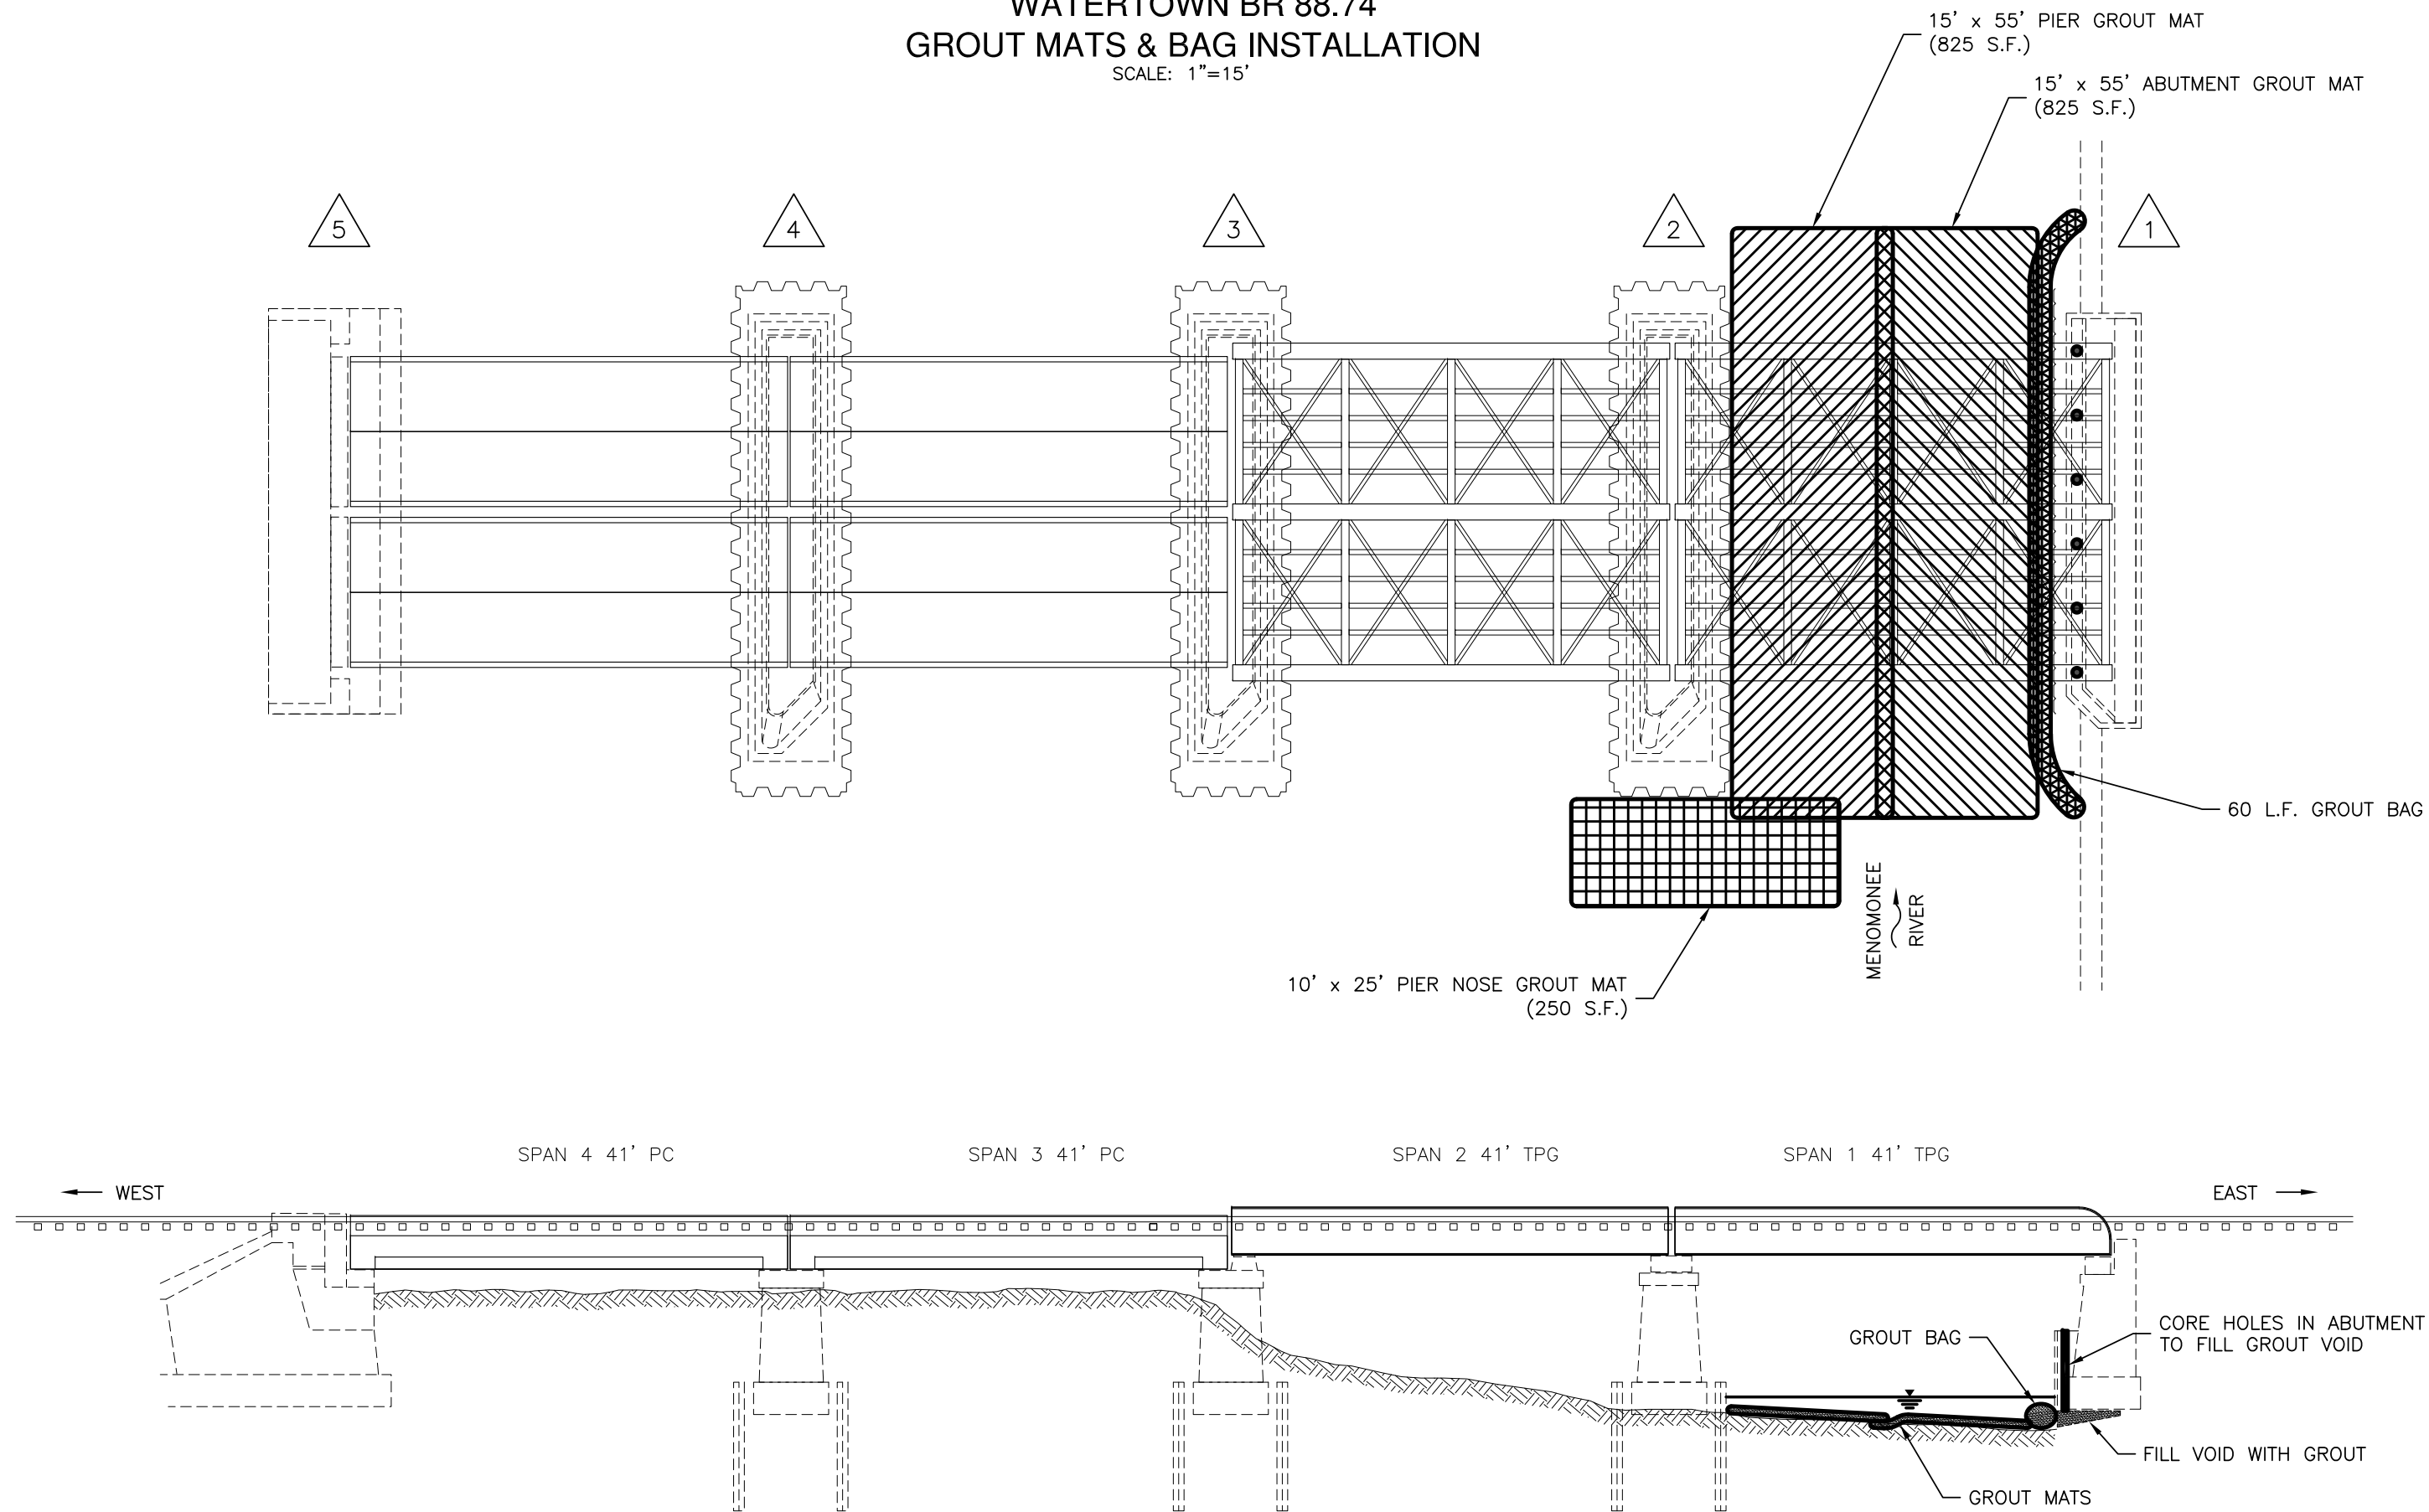 WATERTOWN BR 88.74
GROUT MATS & BAG INSTALLATION
SCALE: 1"=15'
15' x 55' PIER GROUT MAT
(825 S.F.)
15' x 55' ABUTMENT GROUT MAT
(825 S.F.)
5
4
3
2
1
60 L.F. GROUT BAG
MENOMONEE
RIVER
10' x 25' PIER NOSE GROUT MAT
(250 S.F.)
SPAN 4 41' PC
SPAN 3 41' PC
SPAN 2 41' TPG
SPAN 1 41' TPG
WEST
EAST
CORE HOLES IN ABUTMENT
TO FILL GROUT VOID
GROUT BAG
FILL VOID WITH GROUT
GROUT MATS